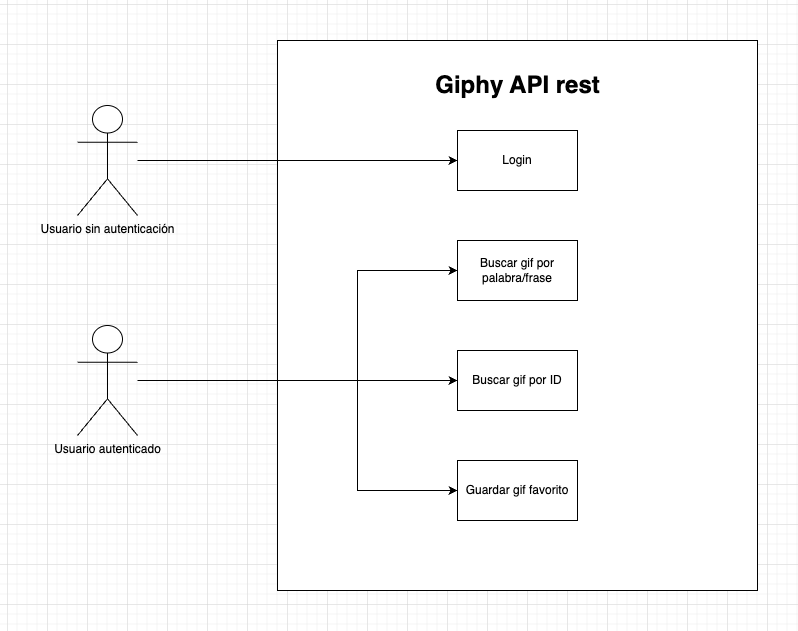 Giphy API rest
Login
Usuario sin autenticación
Buscar gif por
palabra/frase
Buscar gif por ID
Usuario autenticado
Guardar gif favorito